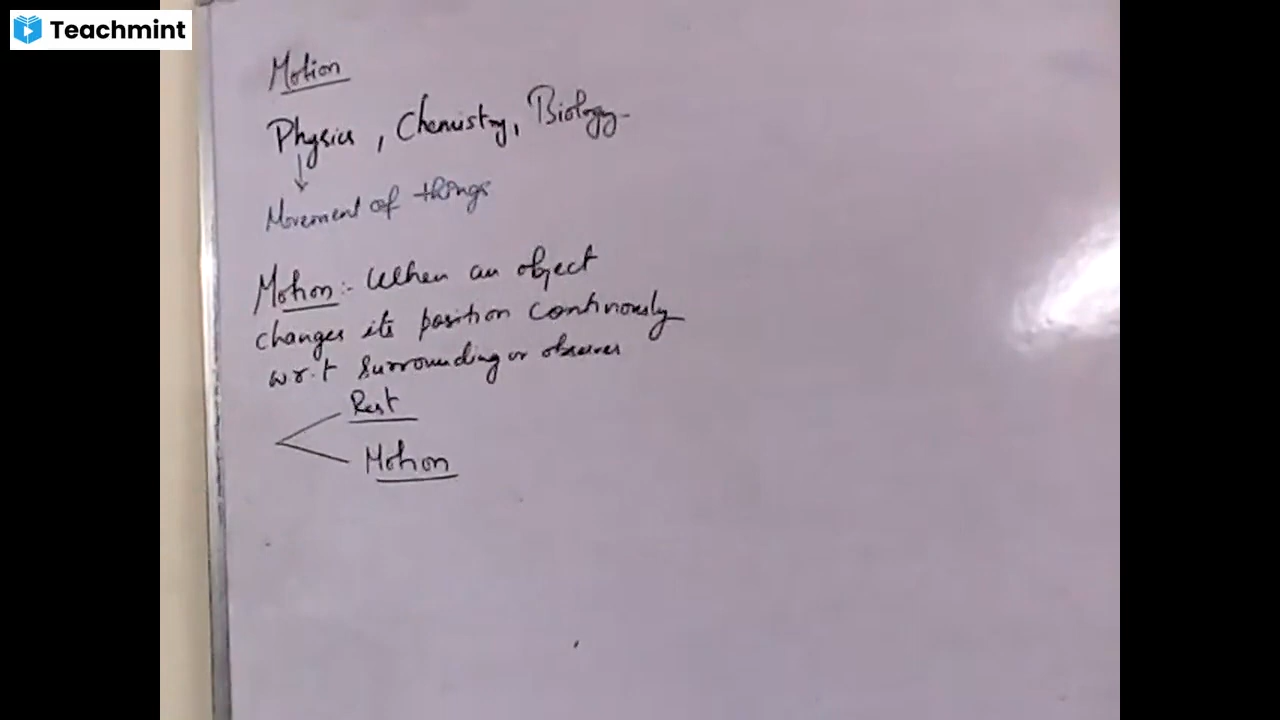 Teachmint
Motion
Physics, Chemistry, Biology
Movement of things
Motion:- When an object
changes its position continously
w.r.t surrounding or observer
Rest
Motion